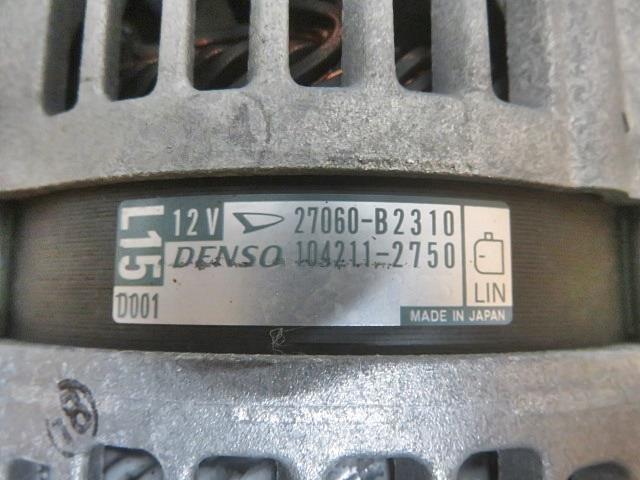 L15
12V 27060-B2310
DENSO 104211-2750
D001
LIN
MADE IN JAPAN